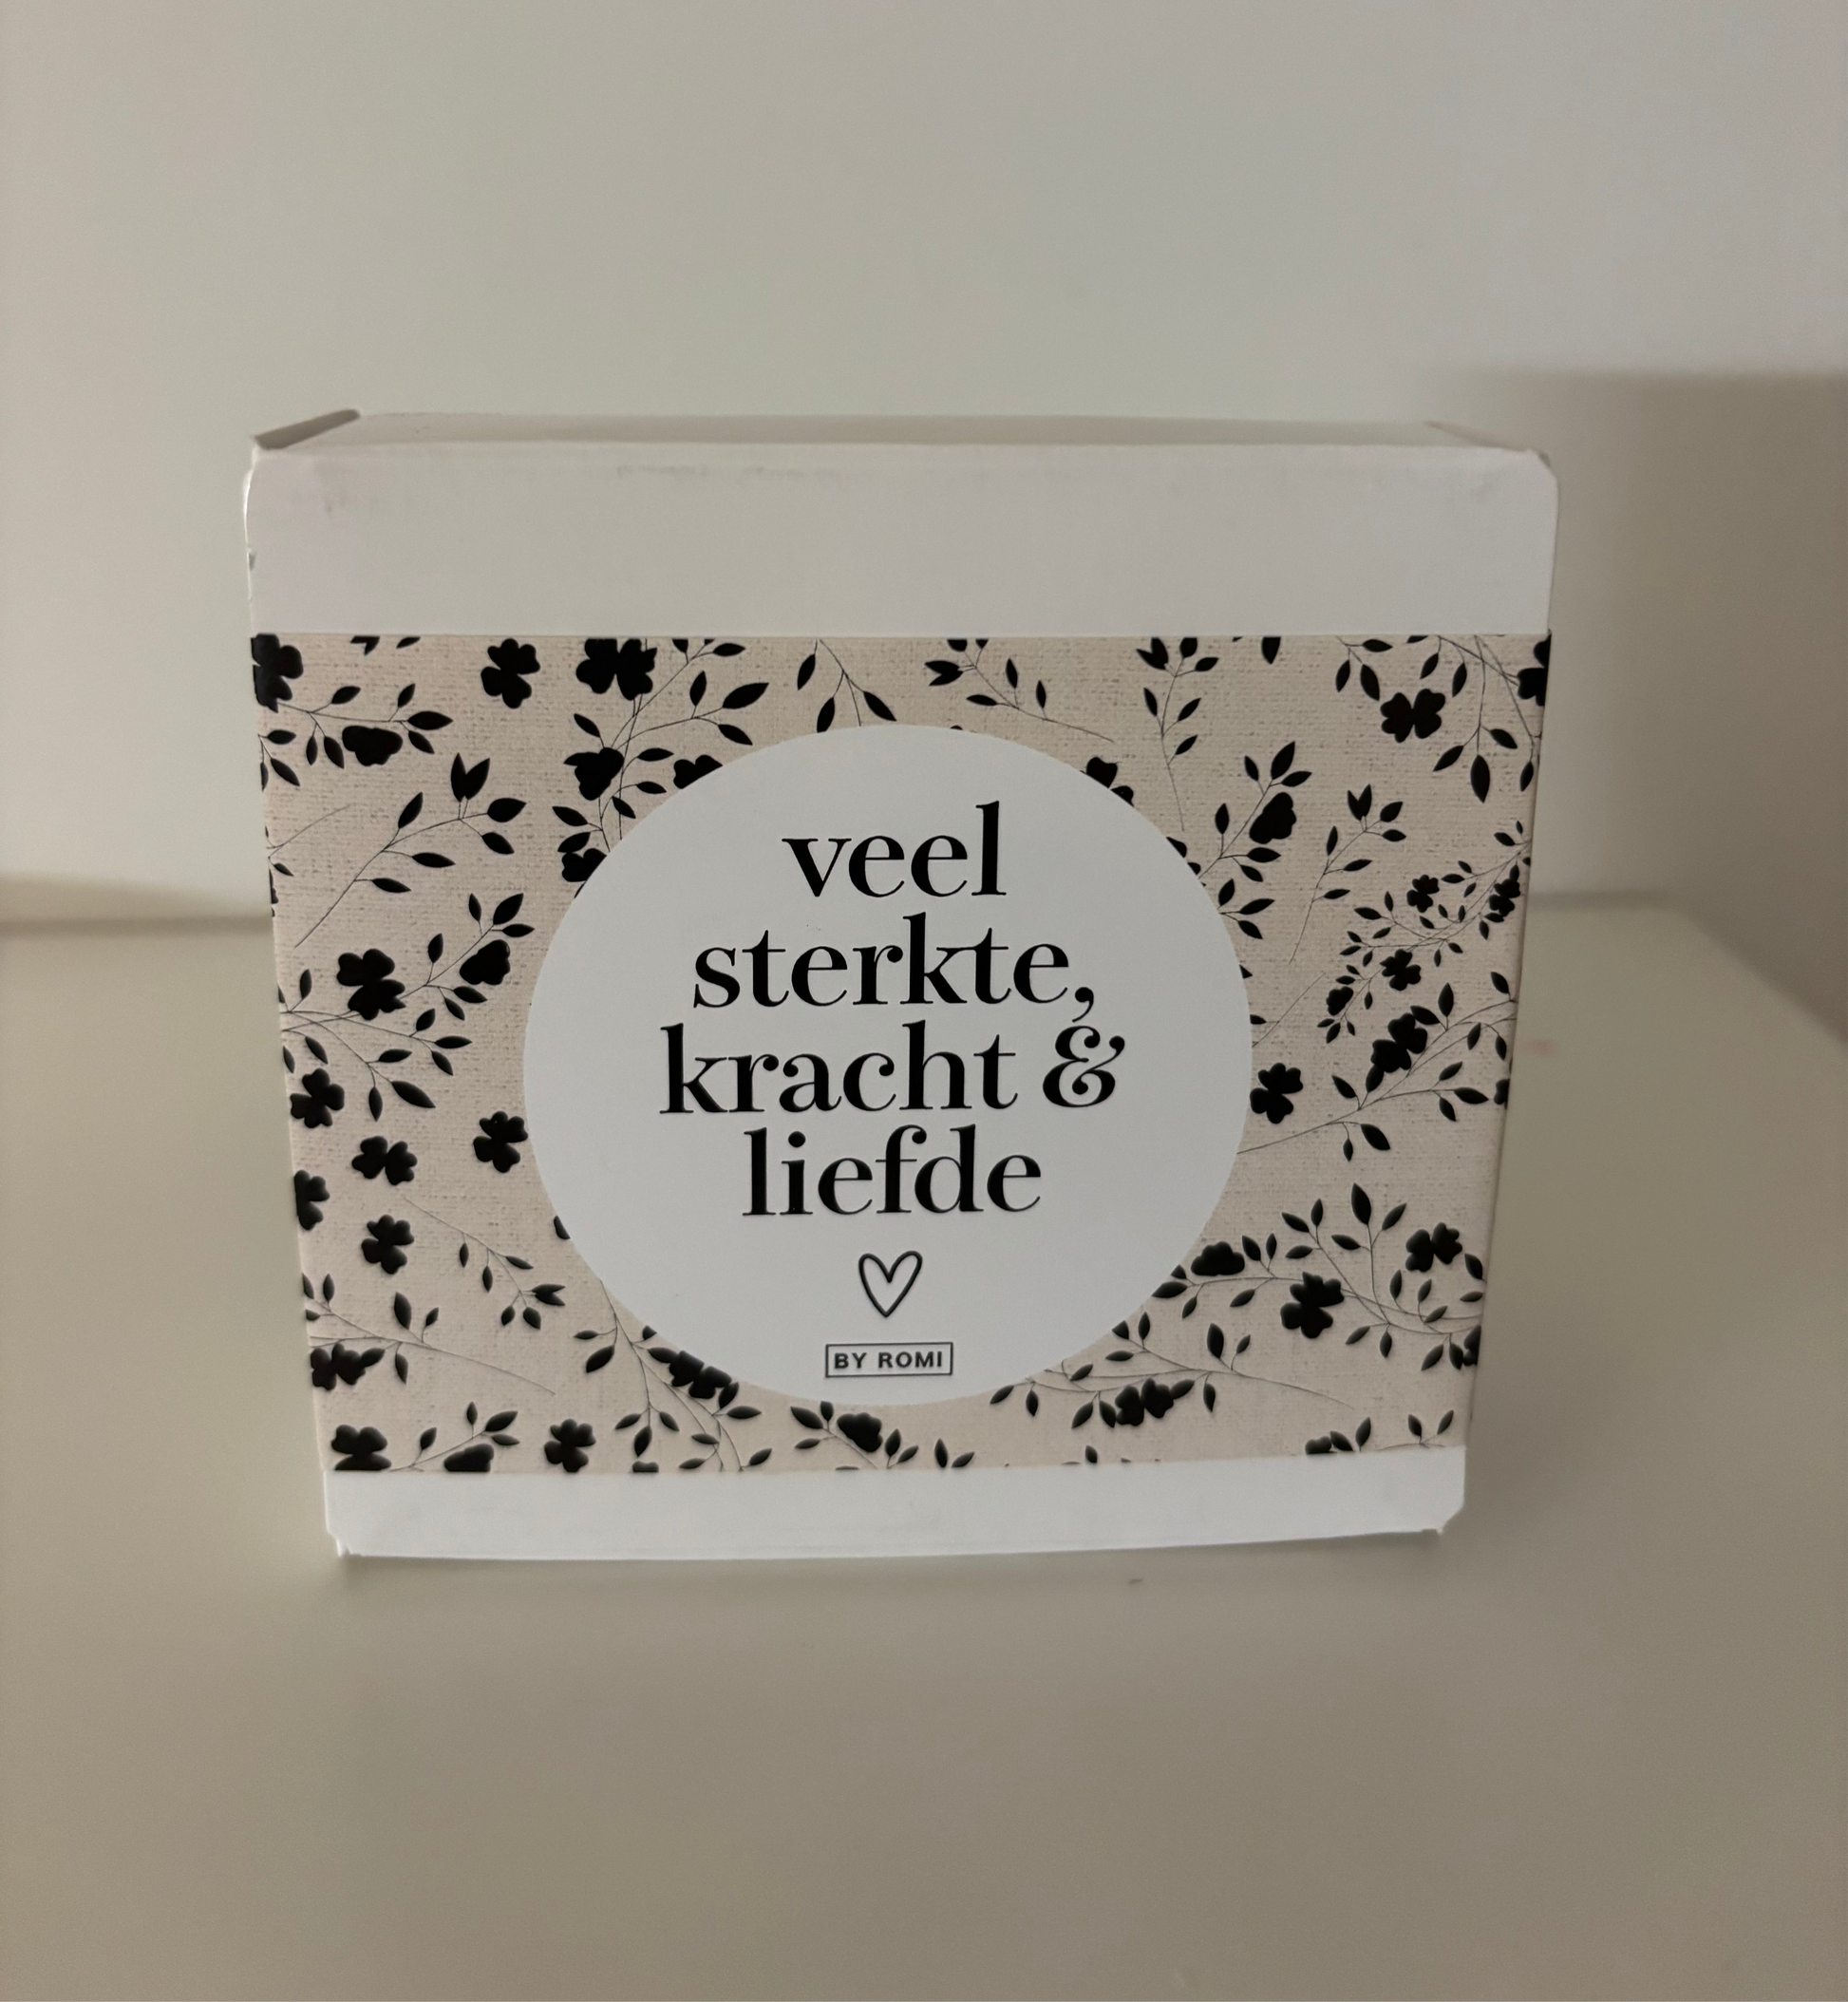 veel
sterkte,
kracht &
liefde
BY ROMI